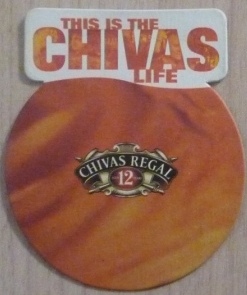 THIS IS THE
CHIVAS
LIFE
CHIVAS REGAL
12